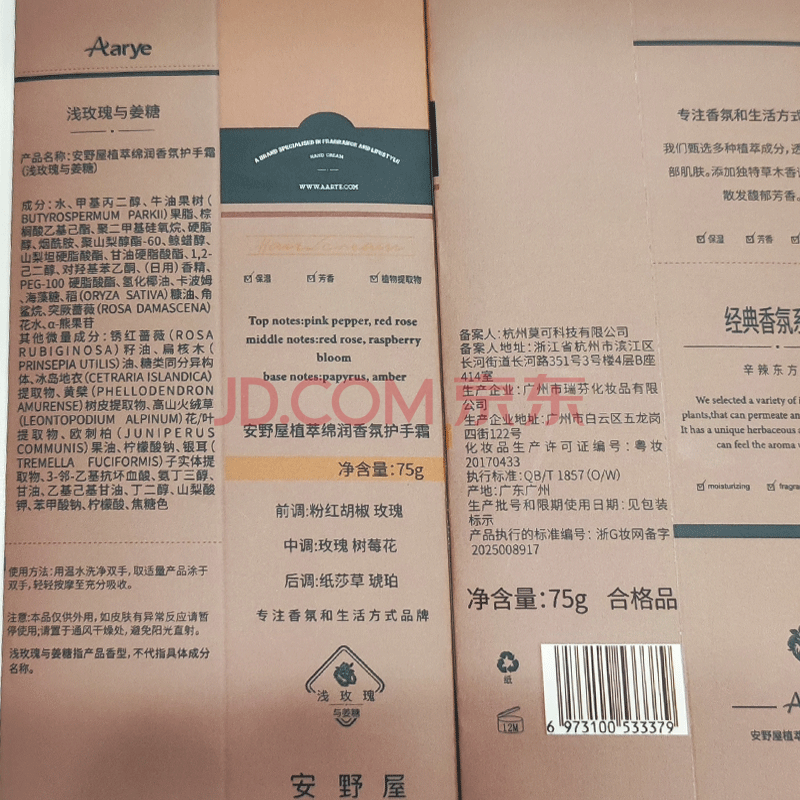 Aarye
浅玫瑰与姜糖
产品名称:安野屋植萃绵润香氛护手霜
(浅玫瑰与姜糖)
成分:水、甲基丙二醇、牛油果树(
BUTYROSPERMUM PARKII)果脂、棕
榈酸乙基己酯、聚二甲基硅氧烷、硬脂
醇、烟酰胺、聚山梨醇酯-60、鲸蜡醇、
山梨坦硬脂酸酯、甘油硬脂酸酯、1,2-
己二醇、对羟基苯乙酮、(日用)香精、
PEG-100 硬脂酸酯、氢化椰油、卡波姆
、海藻糖、稻(ORYZA SATIVA)糠油、角
鲨烷、突厥蔷薇(ROSA DAMASCENA)
花水、α-熊果苷
其他微量成分:锈红蔷薇(ROSA
RUBIGINOSA)籽油、扁核木(
PRINSEPIA UTILIS)油、糖类同分异构
体、冰岛地衣(CETRARIA ISLANDICA)
提取物、黄檗(PHELLODENDRON
AMURENSE)树皮提取物、高山火绒草
(LEONTOPODIUM ALPINUM)花/叶
提取物、欧刺柏(JUNIPERUS
COMMUNIS)果油、柠檬酸钠、银耳(
TREMELLA FUCIFORMIS)子实体提
取物、3-邻-乙基抗坏血酸、氨丁三醇、
甘油、乙基己基甘油、丁二醇、山梨酸
钾、苯甲酸钠、柠檬酸、焦糖色
使用方法:用温水洗净双手,取适量产品涂于
双手,轻轻按摩至充分吸收。
注意:本品仅供外用,如皮肤有异常反应请暂
停使用;请置于通风干燥处,避免阳光直射。
浅玫瑰与姜糖指产品香型,不代指具体成分
名称。
A BRAND SPECIALISED IN FRAGRANCE AND LIFESTYLE
HAND CREAM
WWW.AARYE.COM
Hand Cream
保湿 芳香 植物提取物
Top notes:pink pepper, red rose
middle notes:red rose, raspberry
bloom
base notes:papyrus, amber
JD.COM 京东
安野屋植萃绵润香氛护手霜
净含量:75g
前调:粉红胡椒 玫瑰
中调:玫瑰 树莓花
后调:纸莎草 琥珀
专注香氛和生活方式品牌
浅 玫 瑰
与姜糖
安 野 屋
备案人:杭州莫可科技有限公司
备案人地址:浙江省杭州市滨江区
长河街道长河路351号3号楼4层B座
414室
生产企业:广州市瑞芬化妆品有限
公司
生产企业地址:广州市白云区五龙岗
四街122号
化妆品生产许可证编号:粤妆
20170433
执行标准:QB/T 1857(O/W)
产地:广东广州
生产批号和限期使用日期:见包装
标示
产品执行的标准编号:浙G妆网备字
2025008917
净含量:75g 合格品
纸
12M
6 973100 533379
专注香氛和生活方式
我们甄选多种植萃成分,透
部肌肤。添加独特草木香调
散发馥郁芳香。
保湿 芳香
经典香氛系
辛辣东方
We selected a variety of
plants,that can permeate an
It has a unique herbaceous a
can feel the aroma
moisturizing fragr
安野屋植萃